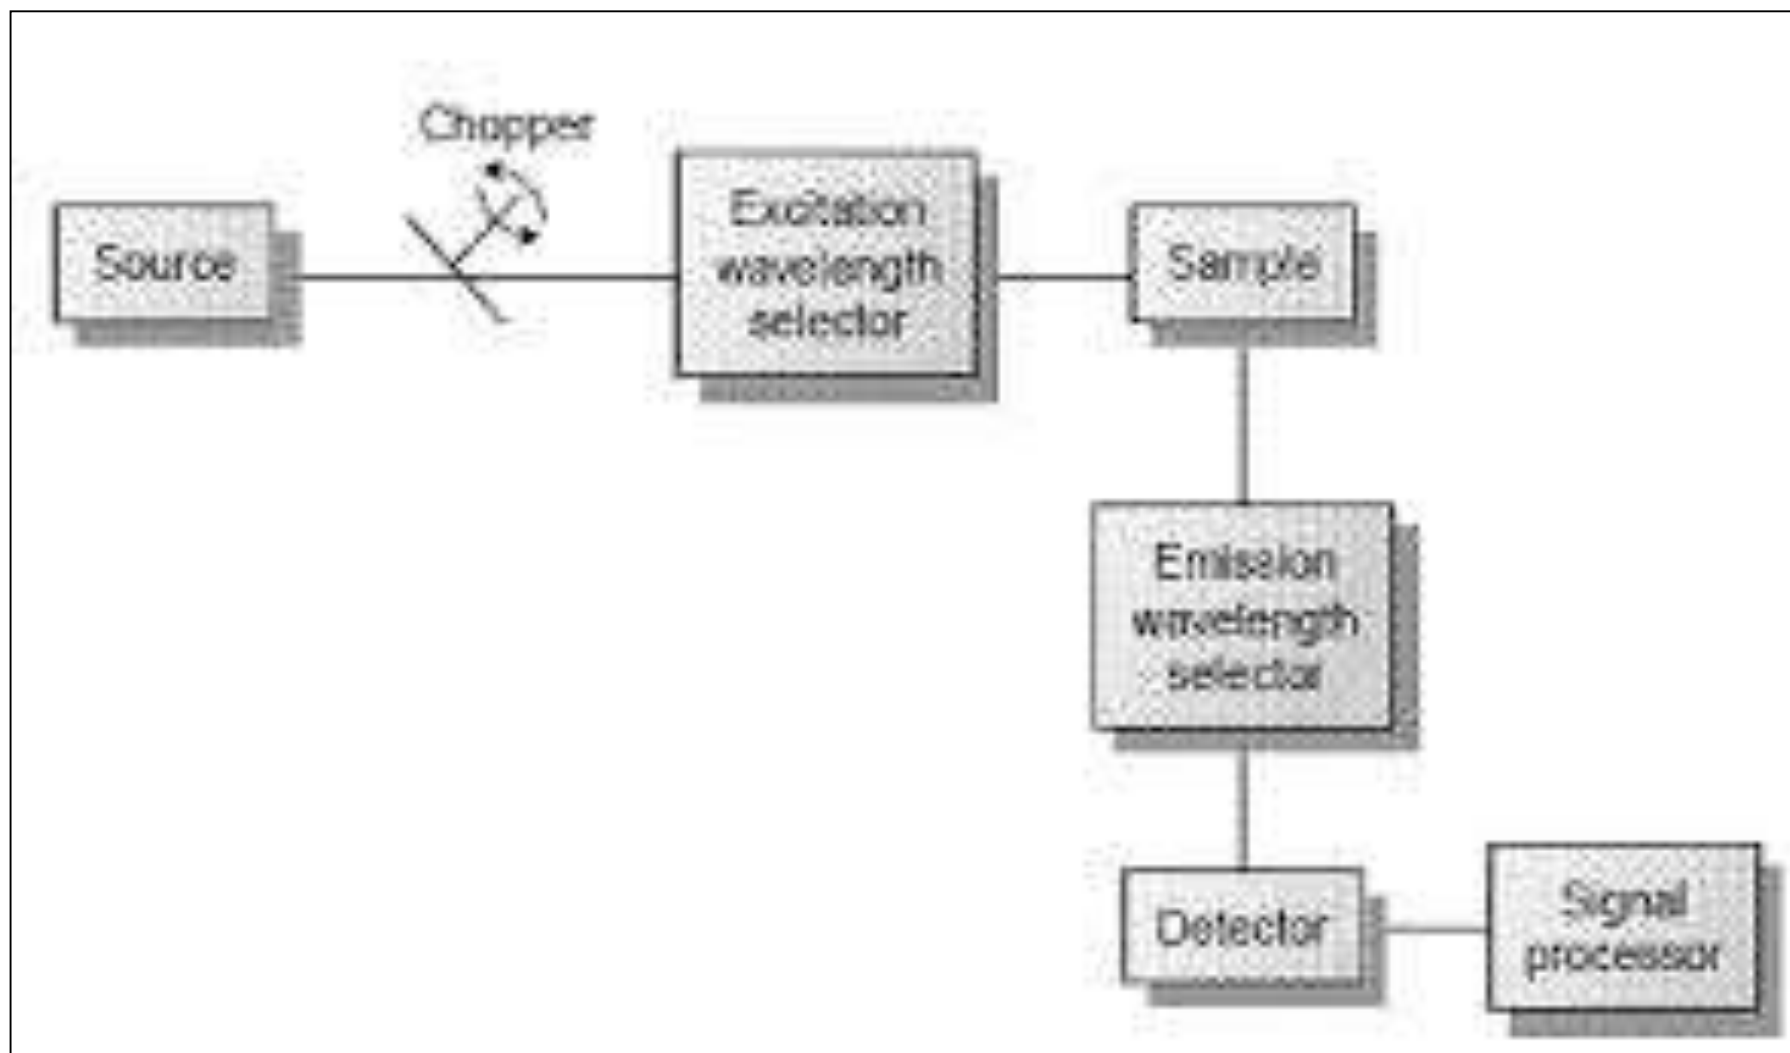 Chopper
Source
Excitation
wavelength
selector
Sample
Emission
wavelength
selector
Detector
Signal
processor